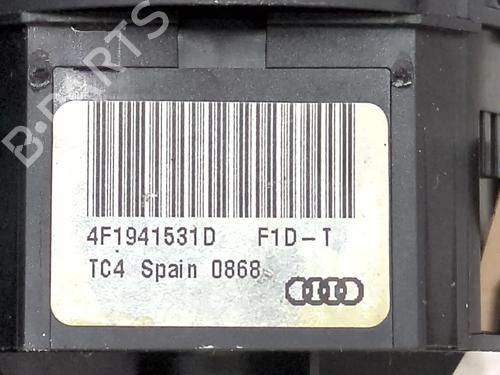 B-PARTS
4F1941531D F1D-T
TC4 Spain 0868